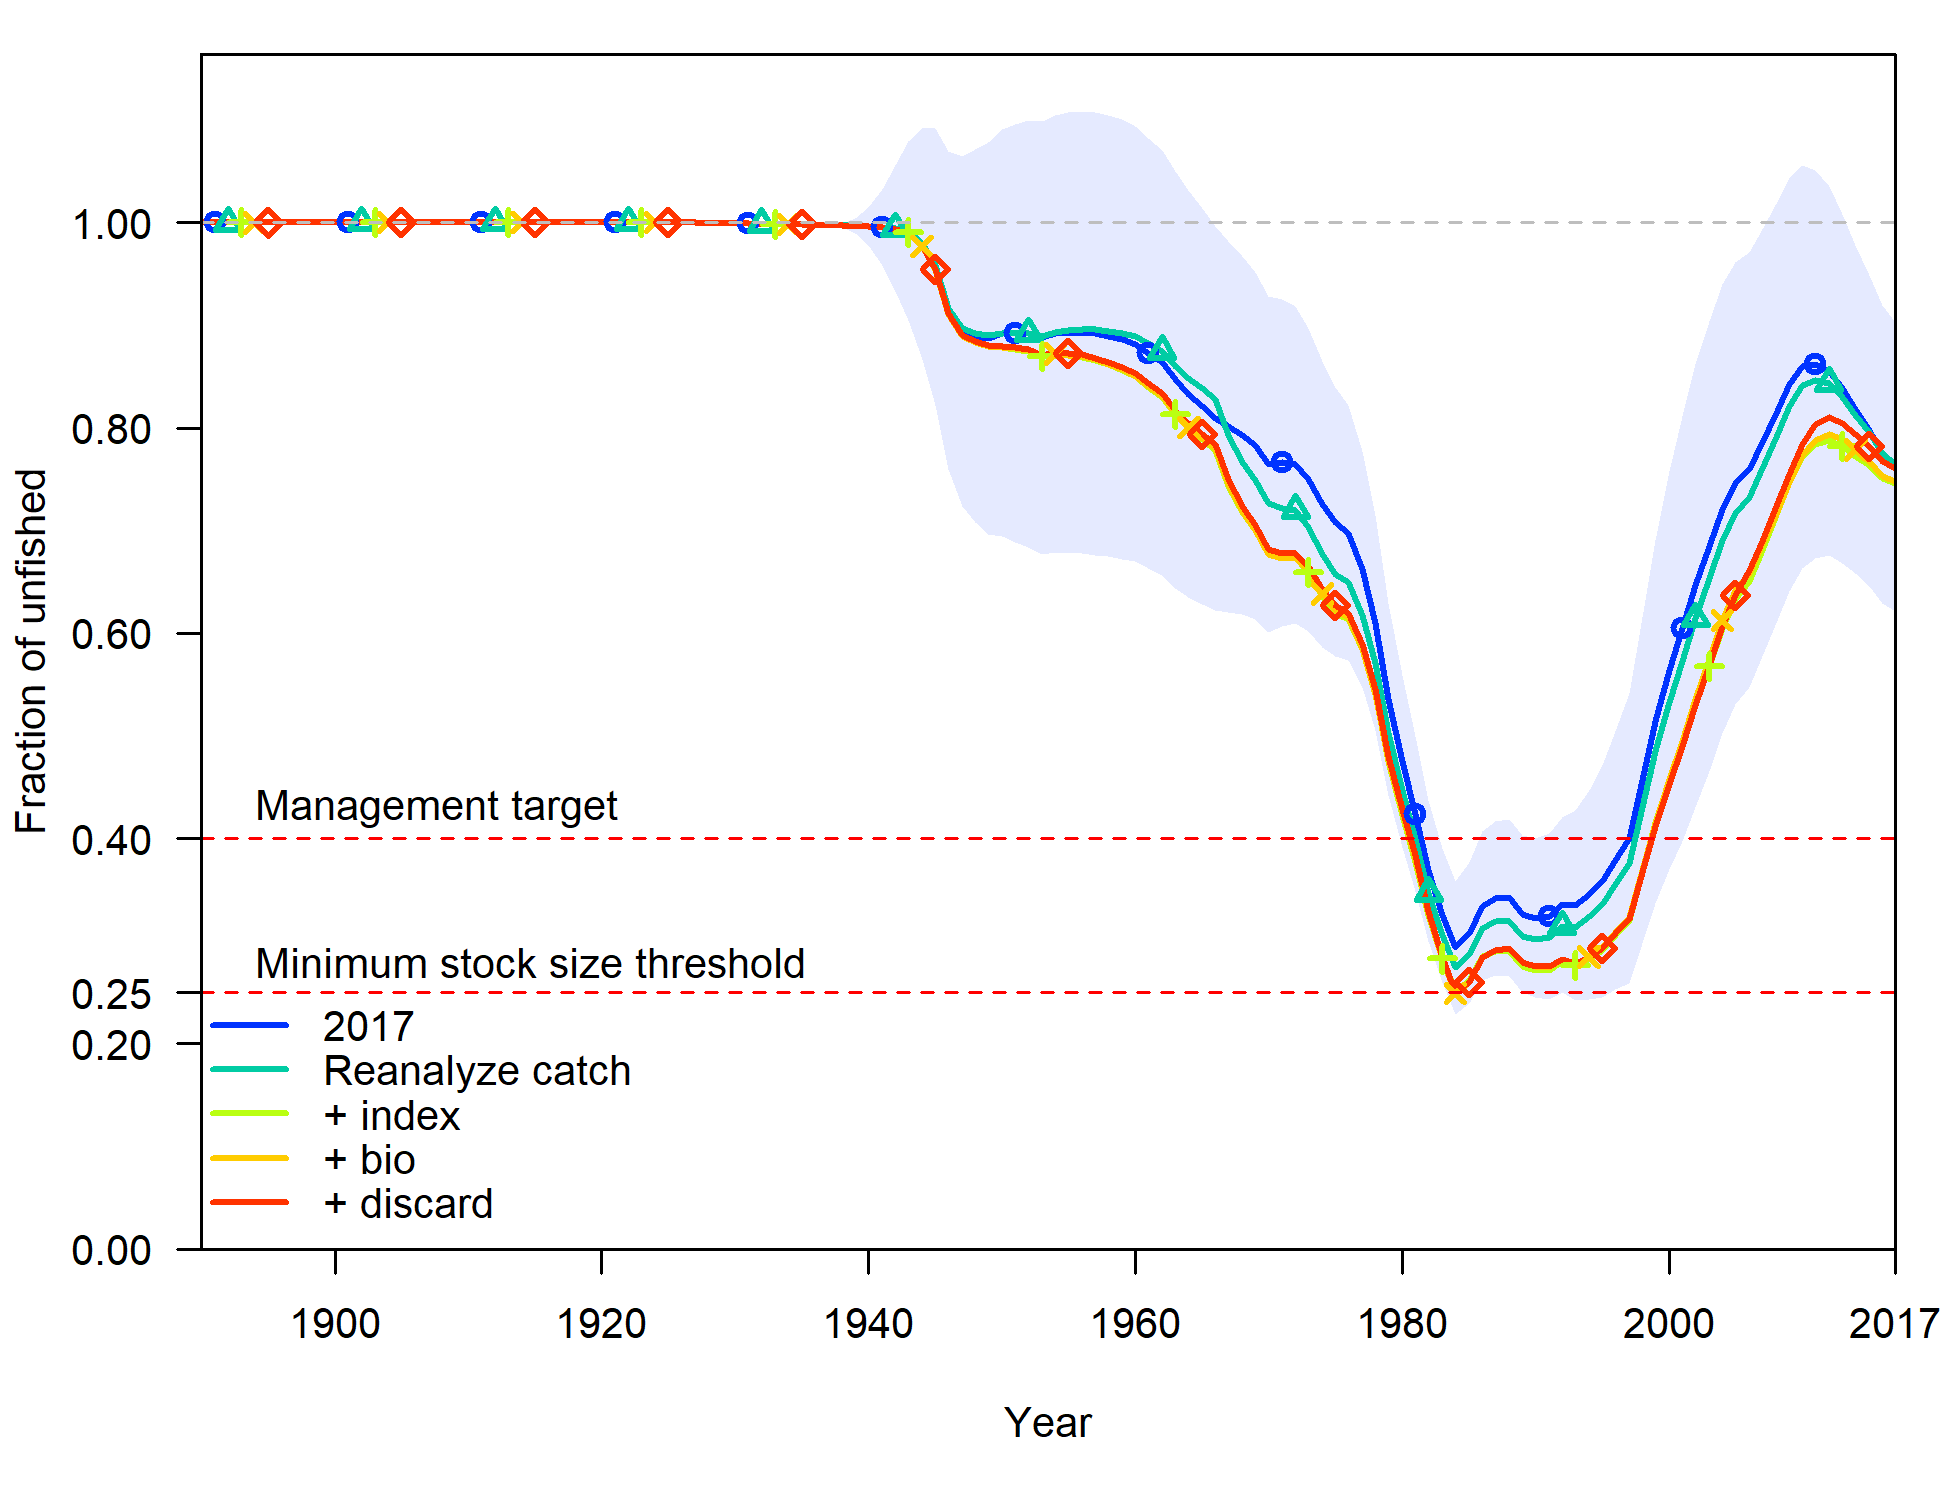 Fraction of unfished
1.00
0.80
0.60
0.40
0.25
0.20
0.00
Management target
Minimum stock size threshold
2017
Reanalyze catch
+ index
+ bio
+ discard
1900
1920
1940
1960
1980
2000
2017
Year